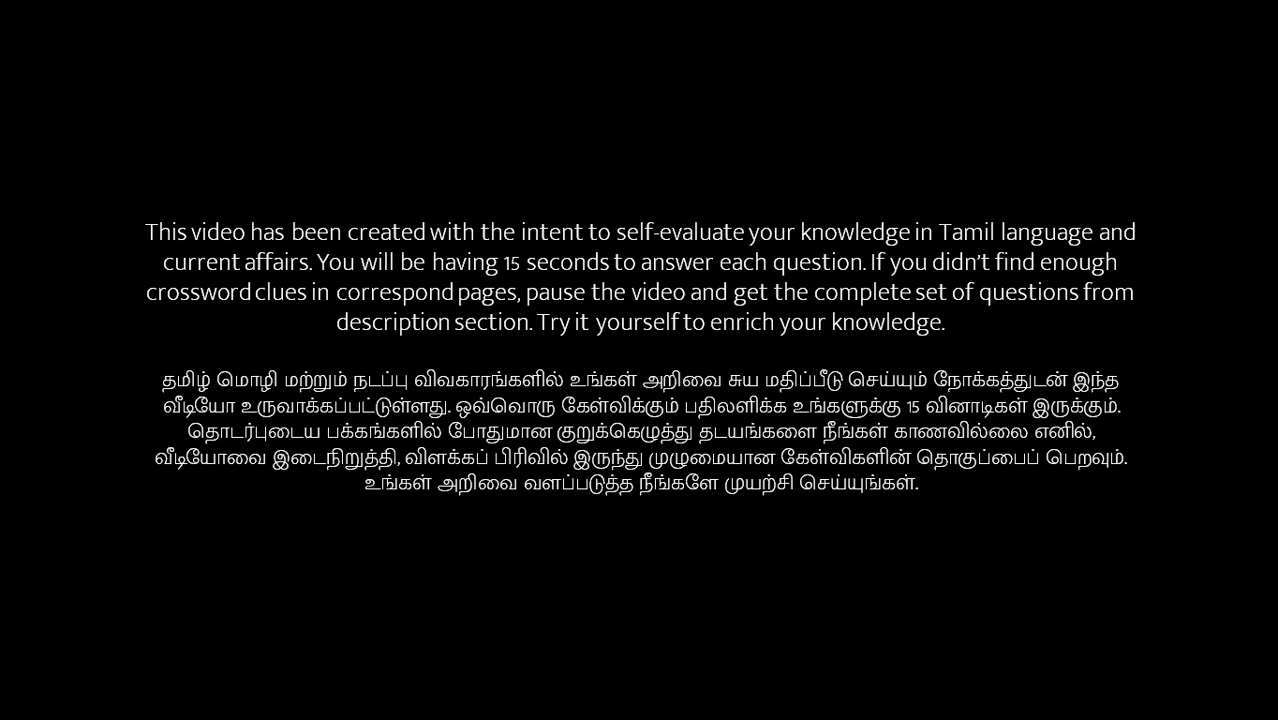 This video has been created with the intent to self-evaluate your knowledge in Tamil language and
current affairs. You will be having 15 seconds to answer each question. If you didn't find enough
crossword clues in correspond pages, pause the video and get the complete set of questions from
description section. Try it yourself to enrich your knowledge.
தமிழ் மொழி மற்றும் நடப்பு விவகாரங்களில் உங்கள் அறிவை சுய மதிப்பீடு செய்யும் நோக்கத்துடன் இந்த
வீடியோ உருவாக்கப்பட்டுள்ளது. ஒவ்வொரு கேள்விக்கும் பதிலளிக்க உங்களுக்கு 15 வினாடிகள் இருக்கும்.
தொடர்புடைய பக்கங்களில் போதுமான குறுக்கெழுத்து தடயங்களை நீங்கள் காணவில்லை எனில்,
வீடியோவை இடைநிறுத்தி, விளக்கப் பிரிவில் இருந்து முழுமையான கேள்விகளின் தொகுப்பைப் பெறவும்.
உங்கள் அறிவை வளப்படுத்த நீங்களே முயற்சி செய்யுங்கள்.